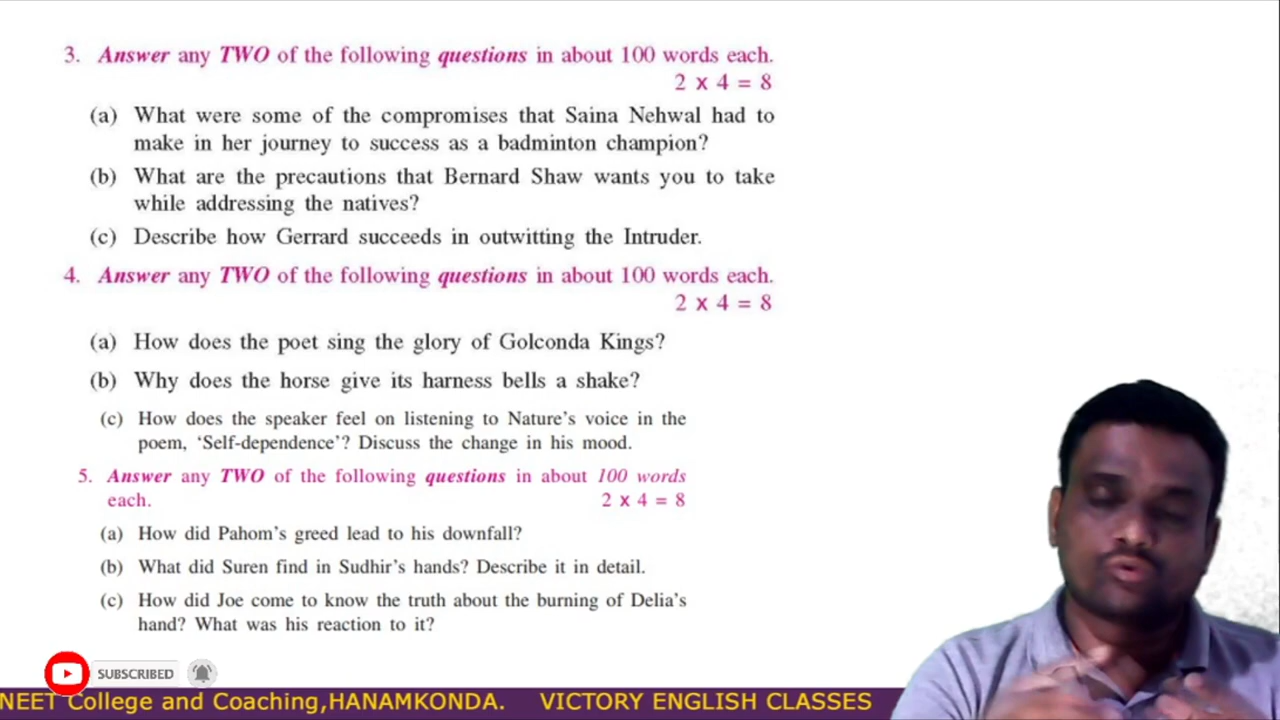 3. Answer any TWO of the following questions in about 100 words each.
2 x 4 = 8
(a) What were some of the compromises that Saina Nehwal had to
make in her journey to success as a badminton champion?
(b) What are the precautions that Bernard Shaw wants you to take
while addressing the natives?
(c) Describe how Gerrard succeeds in outwitting the Intruder.
4. Answer any TWO of the following questions in about 100 words each.
2 x 4 = 8
(a) How does the poet sing the glory of Golconda Kings?
(b) Why does the horse give its harness bells a shake?
(c) How does the speaker feel on listening to Nature's voice in the
poem, ‘Self-dependence’? Discuss the change in his mood.
5. Answer any TWO of the following questions in about 100 words
each. 2 x 4 = 8
(a) How did Pahom's greed lead to his downfall?
(b) What did Suren find in Sudhir's hands? Describe it in detail.
(c) How did Joe come to know the truth about the burning of Delia's
hand? What was his reaction to it?
SUBSCRIBED
NEET College and Coaching,HANAMKONDA. VICTORY ENGLISH CLASSES